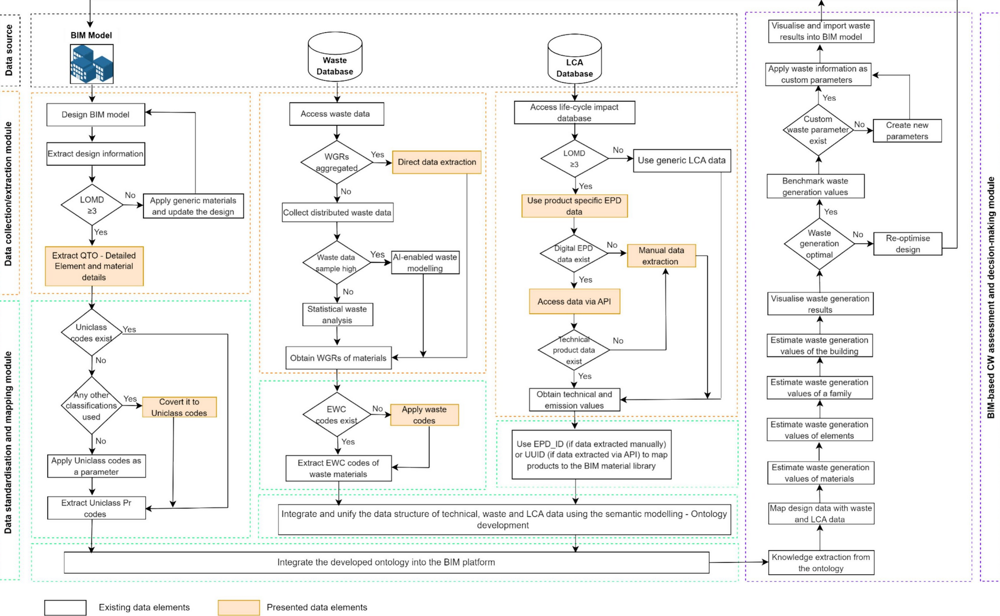 Data source
Data collection/extraction module
Data standardisation and mapping module
BIM Model
Design BIM model
Extract design information
LOMD
≥3
No
Apply generic materials
and update the design
Yes
Extract QTO - Detailed
Element and material
details
Uniclass
codes exist
Yes
No
Any other
classifications
used
Yes
Covert it to
Uniclass codes
No
Apply Uniclass codes as
a parameter
Extract Uniclass Pr
codes
Waste
Database
Access waste data
WGRs
aggregated
Yes
Direct data extraction
No
Collect distributed waste data
Waste data
sample high
Yes
AI-enabled waste
modelling
No
Statistical waste
analysis
Obtain WGRs of materials
EWC
codes exist
No
Apply waste
codes
Yes
Extract EWC codes of
waste materials
LCA
Database
Access life-cycle impact
database
LOMD
≥3
No
Use generic LCA data
Yes
Use product specific EPD
data
Digital EPD
data exist
No
Manual data
extraction
Yes
Access data via API
Technical
product data
exist
No
Yes
Obtain technical and
emission values
Use EPD_ID (if data extracted manually)
or UUID (if data extracted via API) to map
products to the BIM material library
Integrate and unify the data structure of technical, waste and LCA data using the semantic modelling - Ontology
development
Integrate the developed ontology into the BIM platform
Visualise and import waste
results into BIM model
Apply waste information as
custom parameters
Yes
Custom
waste parameter
exist
No
Create new
parameters
Benchmark waste
generation values
Yes
Waste
generation
optimal
No
Re-optimise
design
Visualise waste generation
results
Estimate waste generation
values of the building
Estimate waste generation
values of a family
Estimate waste generation
values of elements
Estimate waste generation
values of materials
Map design data with waste
and LCA data
Knowledge extraction from
the ontology
BIM-based CW assessment and decsion-making module
Existing data elements
Presented data elements